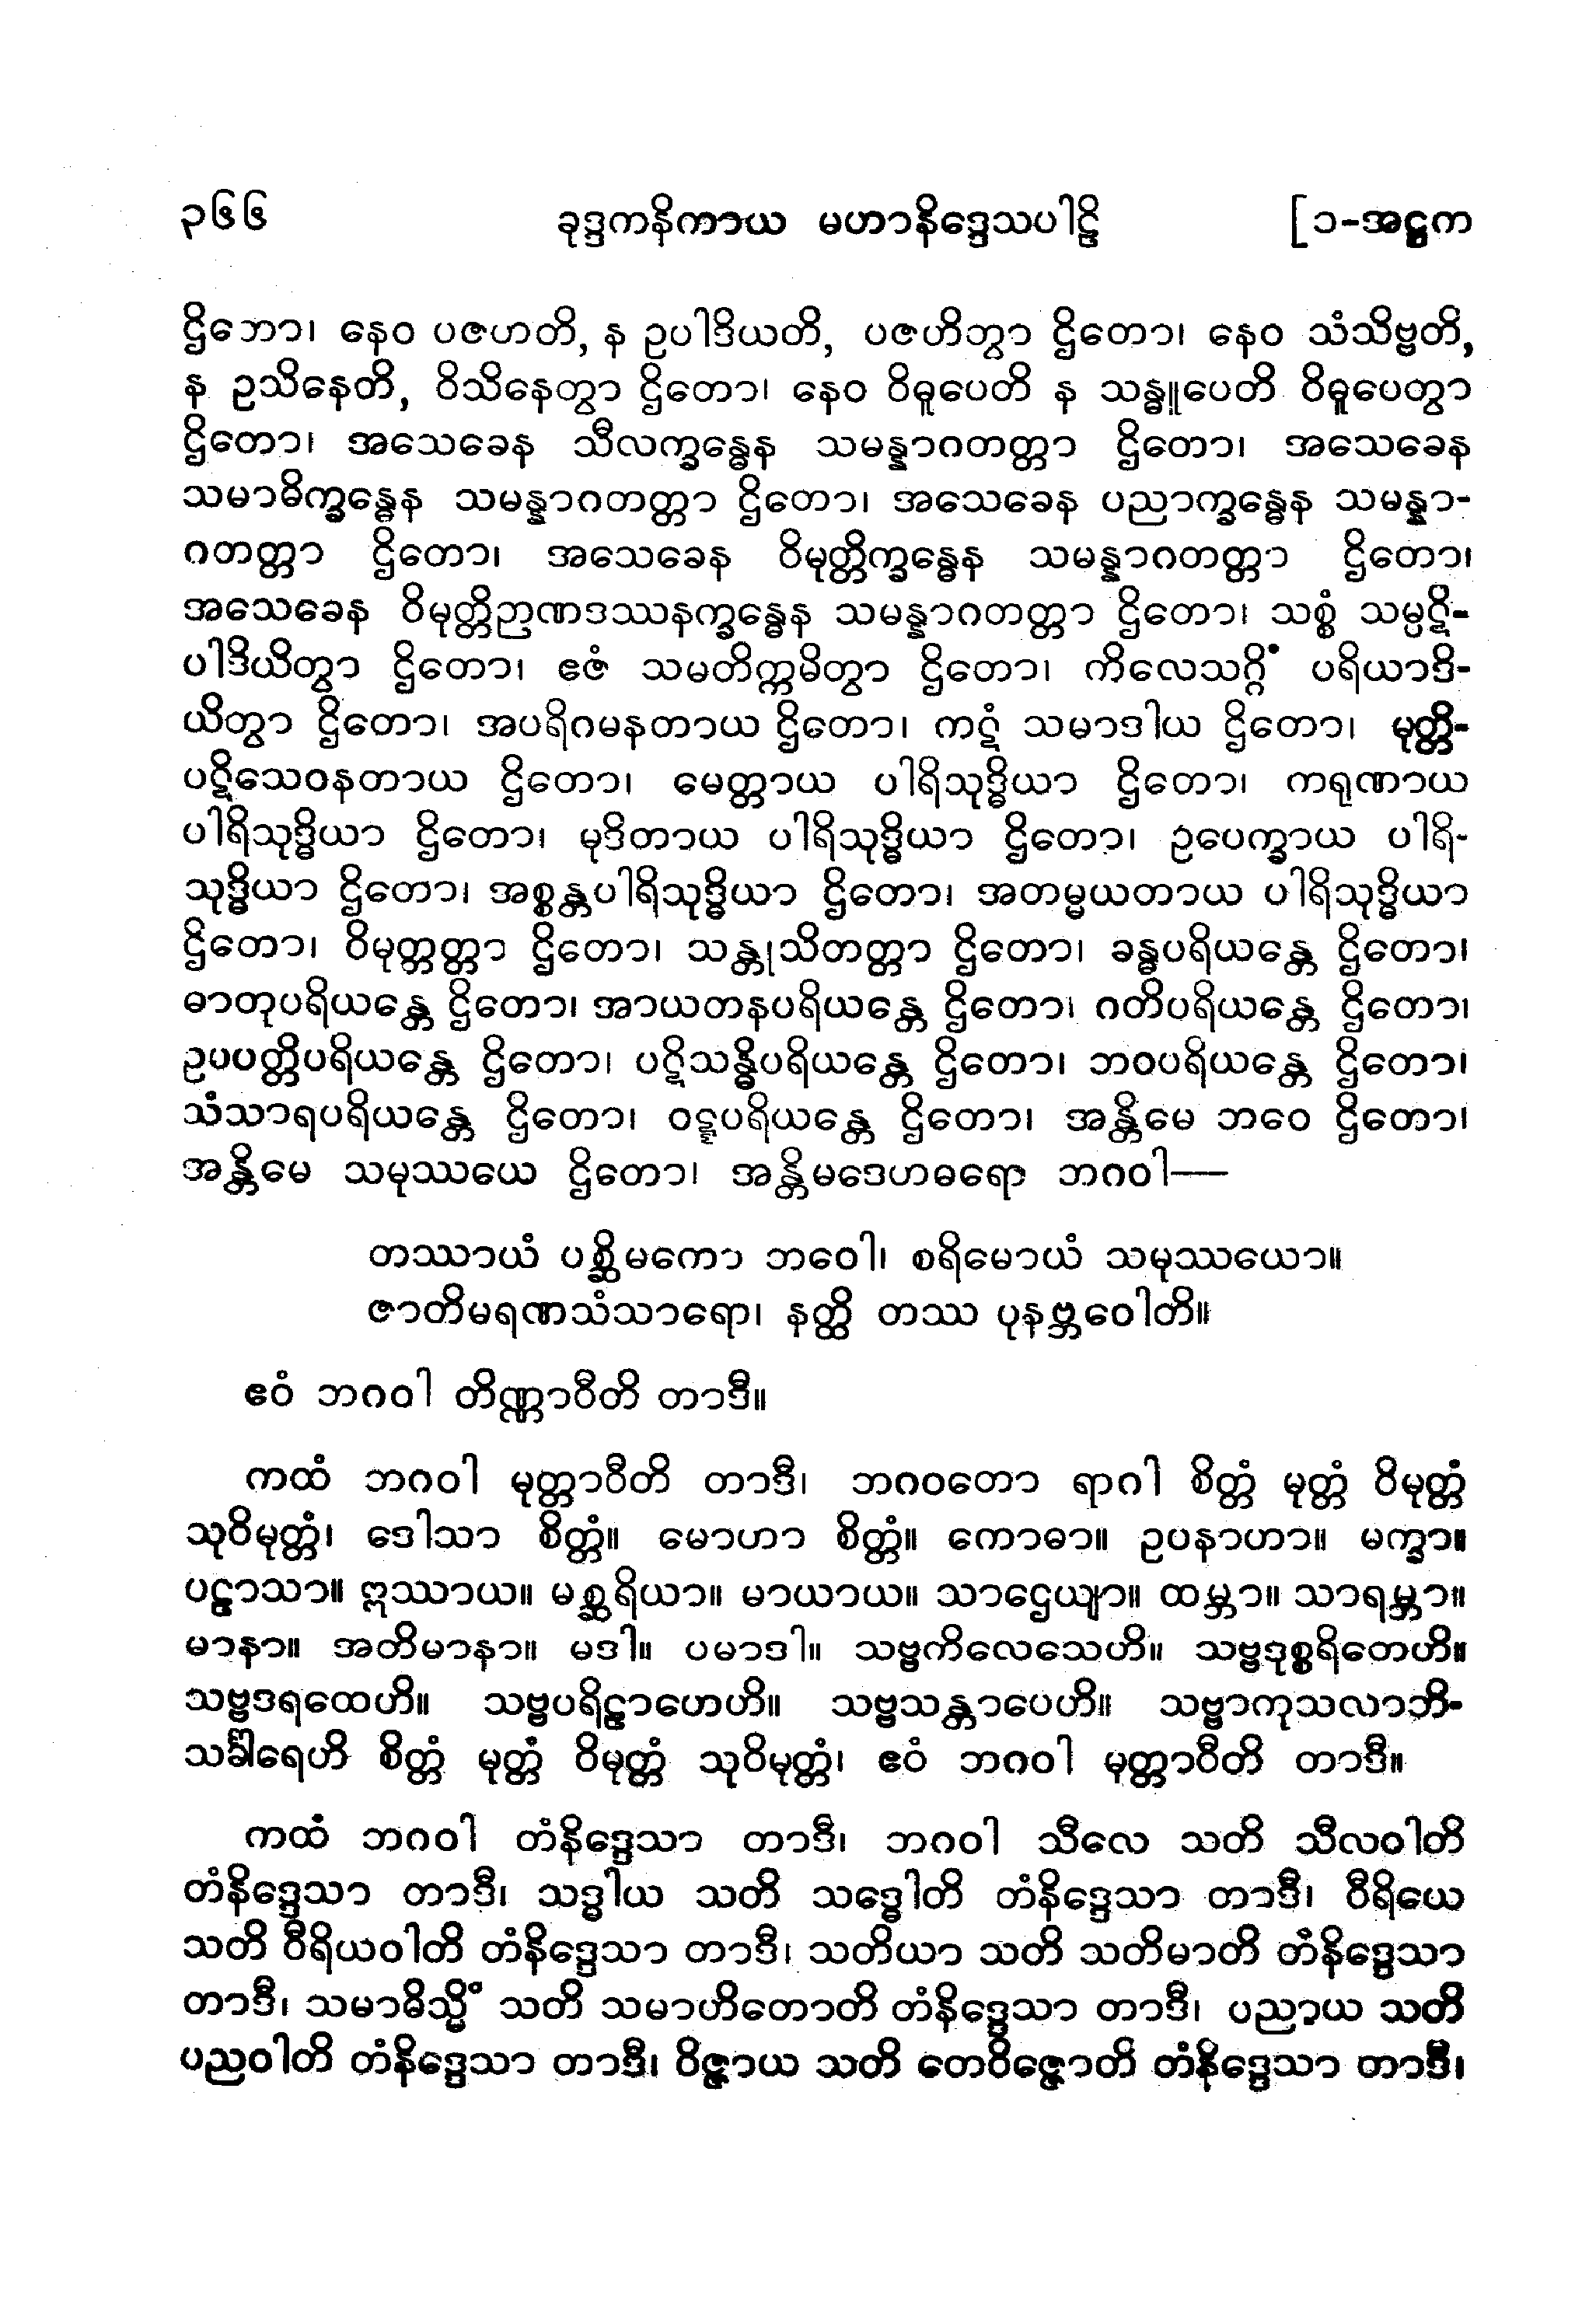 ၃၆၆ ခုဒ္ဒကနိကာယ မဟာနိဒ္ဒေသပါဠိ [၁-အဋ္ဌက
ဌိတော၊ နေဝ ပဇဟတိ, န ဥပါဒိယတိ, ပဇဟိတွာ ဌိတော၊ နေဝ သံသိဗ္ဗတိ,
န ဥသိနေတိ, ဝိသိနေတွာ ဌိတော၊ နေဝ ဝိဓူပေတိ န သန္ဓူပေတိ ဝိဓူပေတွာ
ဌိတော၊ အသေခေန သီလက္ခန္ဓေန သမန္နာဂတတ္တာ ဌိတော၊ အသေခေန
သမာဓိက္ခန္ဓေန သမန္နာဂတတ္တာ ဌိတော၊ အသေခေန ပညာက္ခန္ဓေန သမန္နာ-
ဂတတ္တာ ဌိတော၊ အသေခေန ဝိမုတ္တိက္ခန္ဓေန သမန္နာဂတတ္တာ ဌိတော၊
အသေခေန ဝိမုတ္တိဉာဏဒဿနက္ခန္ဓေန သမန္နာဂတတ္တာ ဌိတော၊ သစ္စံ သမ္ပဋိ-
ပါဒိယိတွာ ဌိတော၊ ဧဇံ သမတိက္ကမိတွာ ဌိတော၊ ကိလေသဂ္ဂိံ ပရိယာဒိ-
ယိတွာ ဌိတော၊ အပရိဂမနတာယ ဌိတော၊ ကဋံ သမာဒါယ ဌိတော၊ မုတ္တိ-
ပဋိသေဝနတာယ ဌိတော၊ မေတ္တာယ ပါရိသုဒ္ဓိယာ ဌိတော၊ ကရုဏာယ
ပါရိသုဒ္ဓိယာ ဌိတော၊ မုဒိတာယ ပါရိသုဒ္ဓိယာ ဌိတော၊ ဥပေက္ခာယ ပါရိ-
သုဒ္ဓိယာ ဌိတော၊ အစ္စန္တပါရိသုဒ္ဓိယာ ဌိတော၊ အတမ္မယတာယ ပါရိသုဒ္ဓိယာ
ဌိတော၊ ဝိမုတ္တတ္တာ ဌိတော၊ သန္တုသိတတ္တာ ဌိတော၊ ခန္ဓပရိယန္တေ ဌိတော၊
ဓာတုပရိယန္တေ ဌိတော၊ အာယတနပရိယန္တေ ဌိတော၊ ဂတိပရိယန္တေ ဌိတော၊
ဥပပတ္တိပရိယန္တေ ဌိတော၊ ပဋိသန္ဓိပရိယန္တေ ဌိတော၊ ဘဝပရိယန္တေ ဌိတော၊
သံသာရပရိယန္တေ ဌိတော၊ ဝဋ္ဋပရိယန္တေ ဌိတော၊ အန္တိမေ ဘဝေ ဌိတော၊
အန္တိမေ သမုဿယေ ဌိတော၊ အန္တိမဒေဟဓရော ဘဂဝါ—
တဿာယံ ပစ္ဆိမကော ဘဝေါ၊ စရိမောယံ သမုဿယော။
ဇာတိမရဏသံသာရော၊ နတ္ထိ တဿ ပုနဗ္ဘဝေါတိ။
ဧဝံ ဘဂဝါ တိဏ္ဏာဝီတိ တာဒီ။
ကထံ ဘဂဝါ မုတ္တာဝီတိ တာဒီ၊ ဘဂဝတော ရာဂါ စိတ္တံ မုတ္တံ ဝိမုတ္တံ
သုဝိမုတ္တံ၊ ဒေါသာ စိတ္တံ။ မောဟာ စိတ္တံ။ ကောဓာ။ ဥပနာဟာ။ မက္ခာ။
ပဠာသာ။ ဣဿာယ။ မစ္ဆရိယာ။ မာယာယ။ သာဌေယျာ။ ထမ္ဘာ။ သာရမ္ဘာ။
မာနာ။ အတိမာနာ။ မဒါ။ ပမာဒါ။ သဗ္ဗကိလေသေဟိ။ သဗ္ဗဒုစ္စရိတေဟိ။
သဗ္ဗဒရထေဟိ။ သဗ္ဗပရိဠာဟေဟိ။ သဗ္ဗသန္တာပေဟိ။ သဗ္ဗာကုသလာဘိ-
သင်္ခါရေဟိ စိတ္တံ မုတ္တံ ဝိမုတ္တံ သုဝိမုတ္တံ၊ ဧဝံ ဘဂဝါ မုတ္တာဝီတိ တာဒီ။
ကထံ ဘဂဝါ တံနိဒ္ဒေသာ တာဒီ၊ ဘဂဝါ သီလေ သတိ သီလဝါတိ
တံနိဒ္ဒေသာ တာဒီ၊ သဒ္ဓါယ သတိ သဒ္ဓေါတိ တံနိဒ္ဒေသာ တာဒီ၊ ဝီရိယေ
သတိ ဝီရိယဝါတိ တံနိဒ္ဒေသာ တာဒီ၊ သတိယာ သတိ သတိမာတိ တံနိဒ္ဒေသာ
တာဒီ၊ သမာဓိသ္မိံ သတိ သမာဟိတောတိ တံနိဒ္ဒေသာ တာဒီ၊ ပညာယ သတိ
ပညဝါတိ တံနိဒ္ဒေသာ တာဒီ၊ ဝိဇ္ဇာယ သတိ တေဝိဇ္ဇောတိ တံနိဒ္ဒေသာ တာဒီ၊